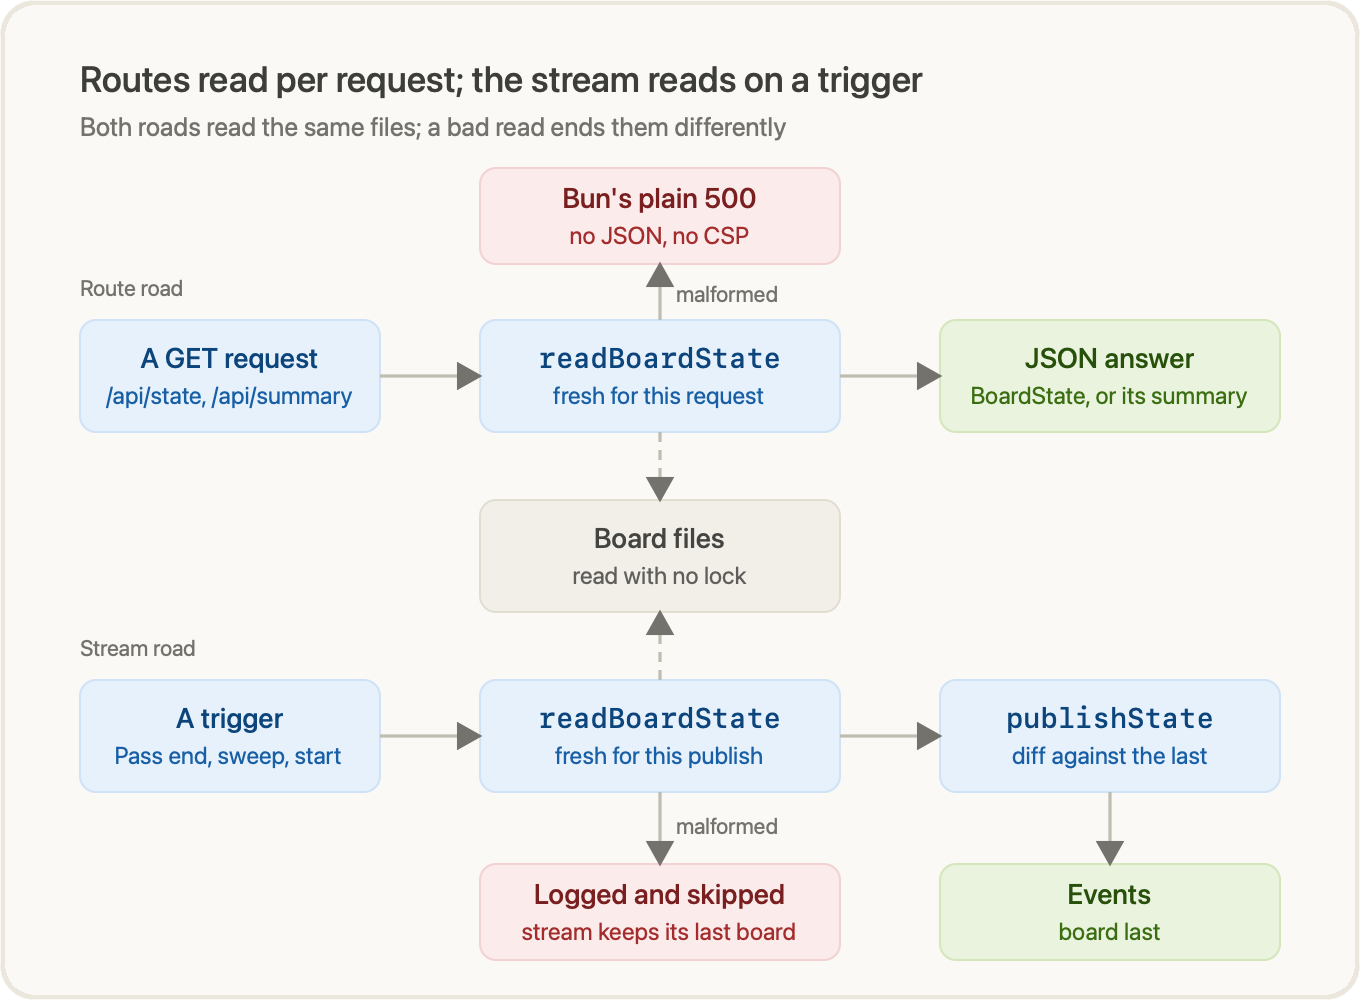 Routes read per request; the stream reads on a trigger
Both roads read the same files; a bad read ends them differently
Bun's plain 500
no JSON, no CSP
malformed
Route road
A GET request
/api/state, /api/summary
readBoardState
fresh for this request
JSON answer
BoardState, or its summary
Board files
read with no lock
Stream road
A trigger
Pass end, sweep, start
readBoardState
fresh for this publish
publishState
diff against the last
malformed
Logged and skipped
stream keeps its last board
Events
board last